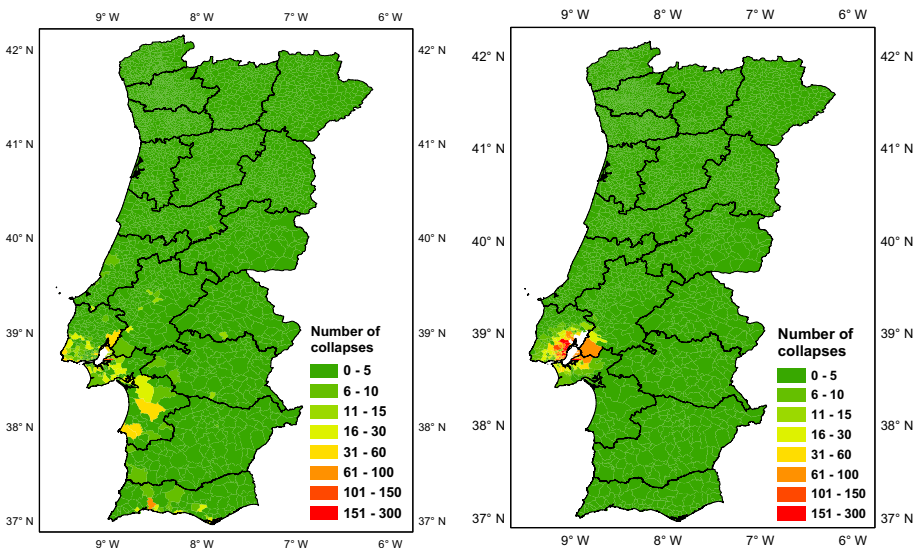 9° W 8° W 7° W 6° W
42° N
41° N
40° N
39° N
38° N
37° N
Number of
collapses
0 - 5
6 - 10
11 - 15
16 - 30
31 - 60
61 - 100
101 - 150
151 - 300
42° N
41° N
40° N
39° N
38° N
37° N
9° W 8° W 7° W 6° W
9° W 8° W 7° W 6° W
42° N
41° N
40° N
39° N
38° N
37° N
Number of
collapses
0 - 5
6 - 10
11 - 15
16 - 30
31 - 60
61 - 100
101 - 150
151 - 300
42° N
41° N
40° N
39° N
38° N
37° N
9° W 8° W 7° W 6° W